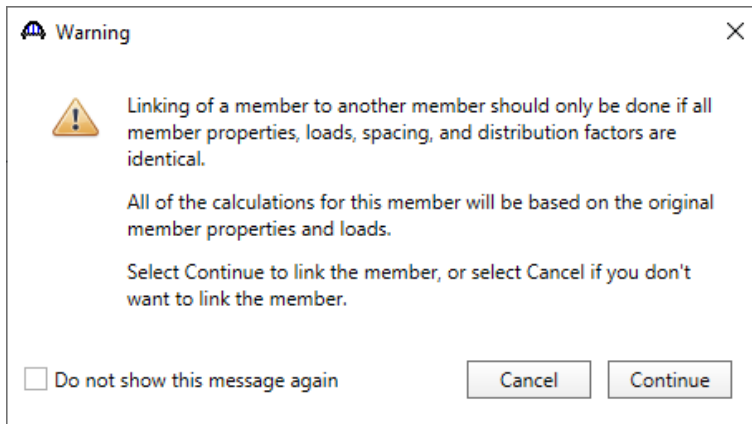 Warning
Linking of a member to another member should only be done if all
member properties, loads, spacing, and distribution factors are
identical.
All of the calculations for this member will be based on the original
member properties and loads.
Select Continue to link the member, or select Cancel if you don't
want to link the member.
Do not show this message again
Cancel
Continue